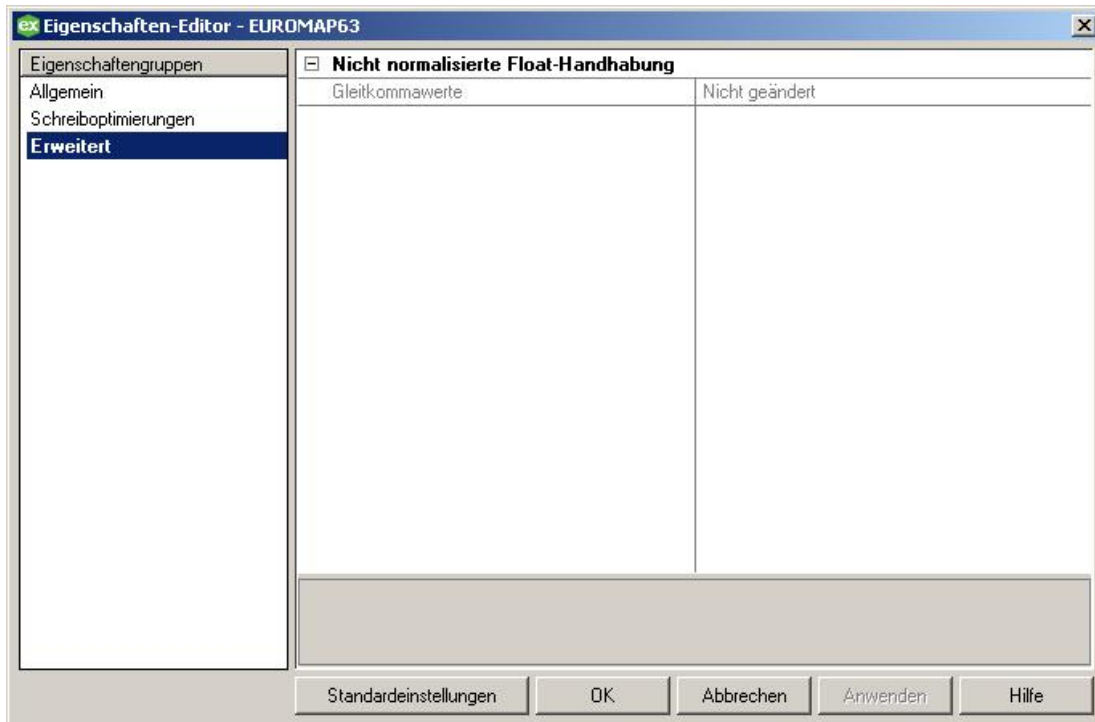 ex Eigenschaften-Editor - EUROMAP63
Eigenschaftengruppen
Allgemein
Schreiboptimierungen
Erweitert
Nicht normalisierte Float-Handhabung
Gleitkommawerte Nicht geändert
Standardeinstellungen OK Abbrechen Anwenden Hilfe